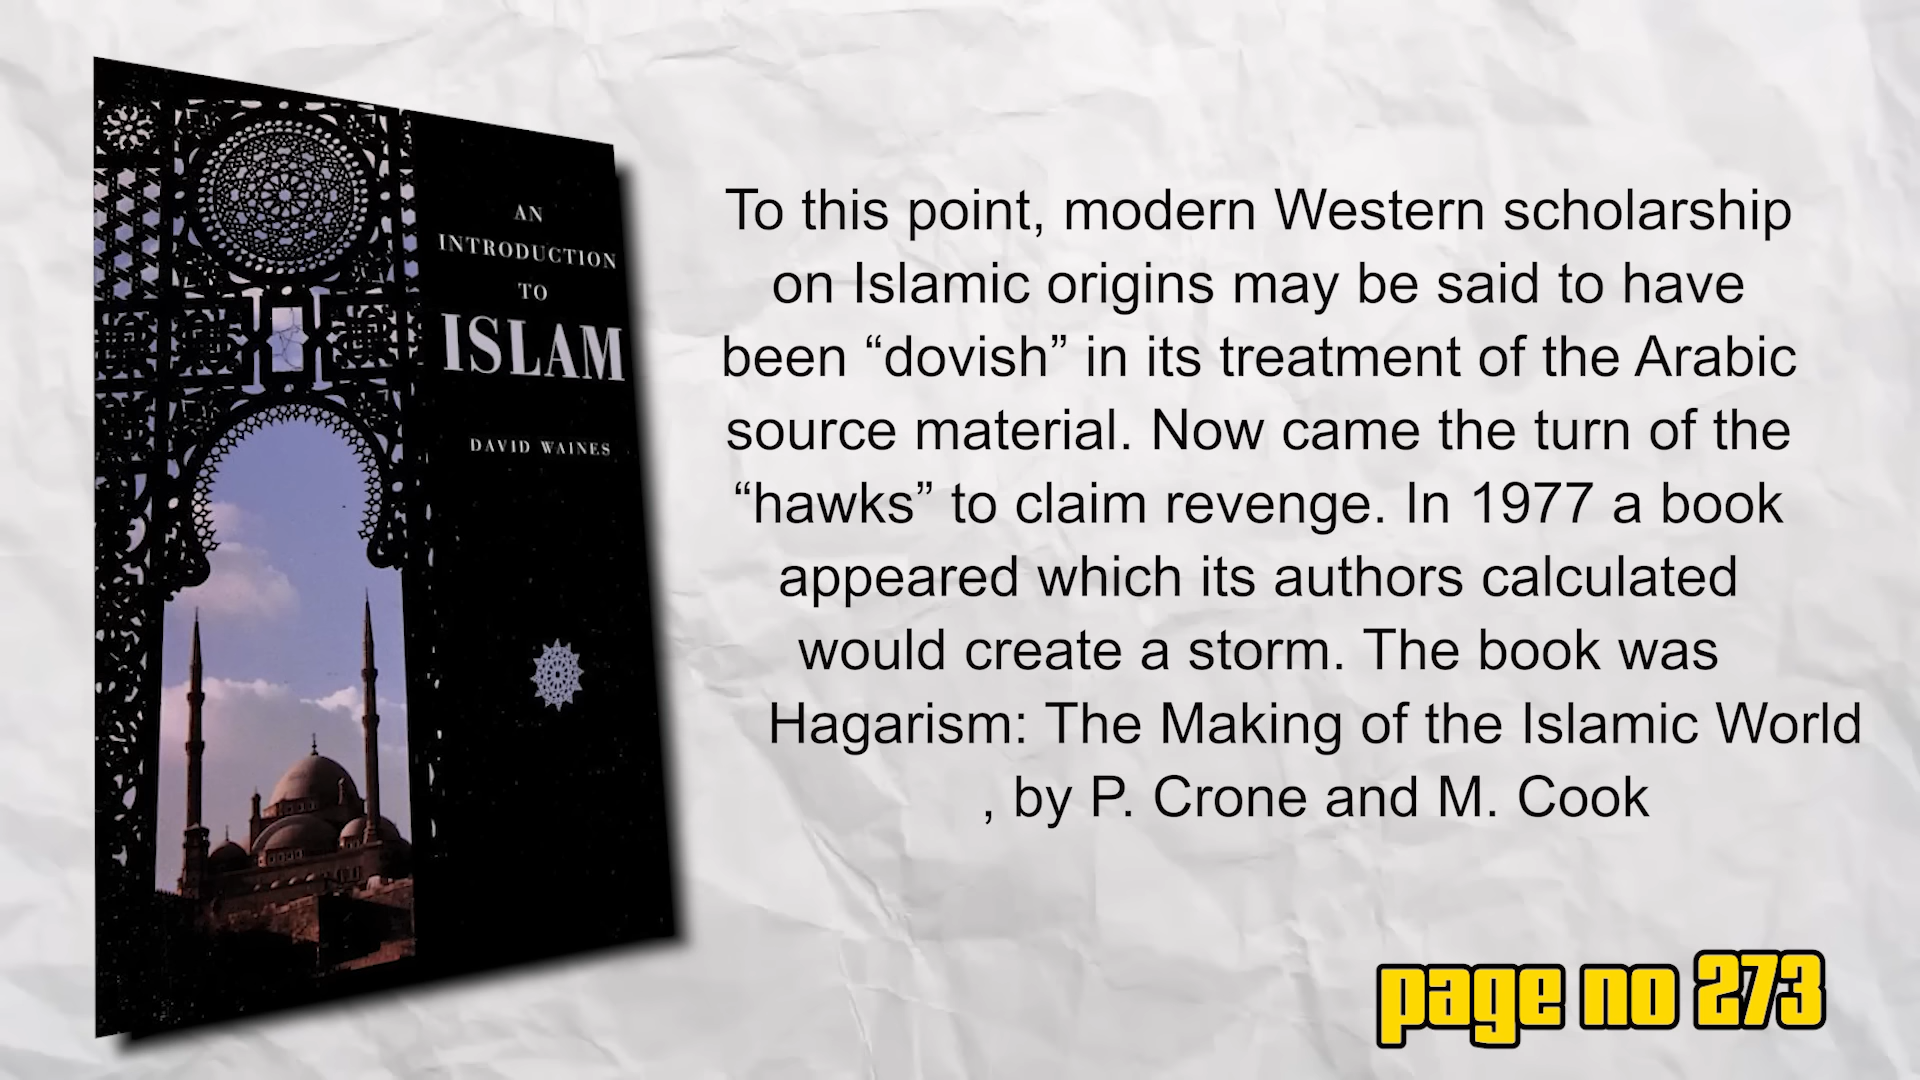 AN
INTRODUCTION
TO
ISLAM
DAVID WAINES
To this point, modern Western scholarship
on Islamic origins may be said to have
been “dovish” in its treatment of the Arabic
source material. Now came the turn of the
“hawks” to claim revenge. In 1977 a book
appeared which its authors calculated
would create a storm. The book was
Hagarism: The Making of the Islamic World
, by P. Crone and M. Cook
page no 273